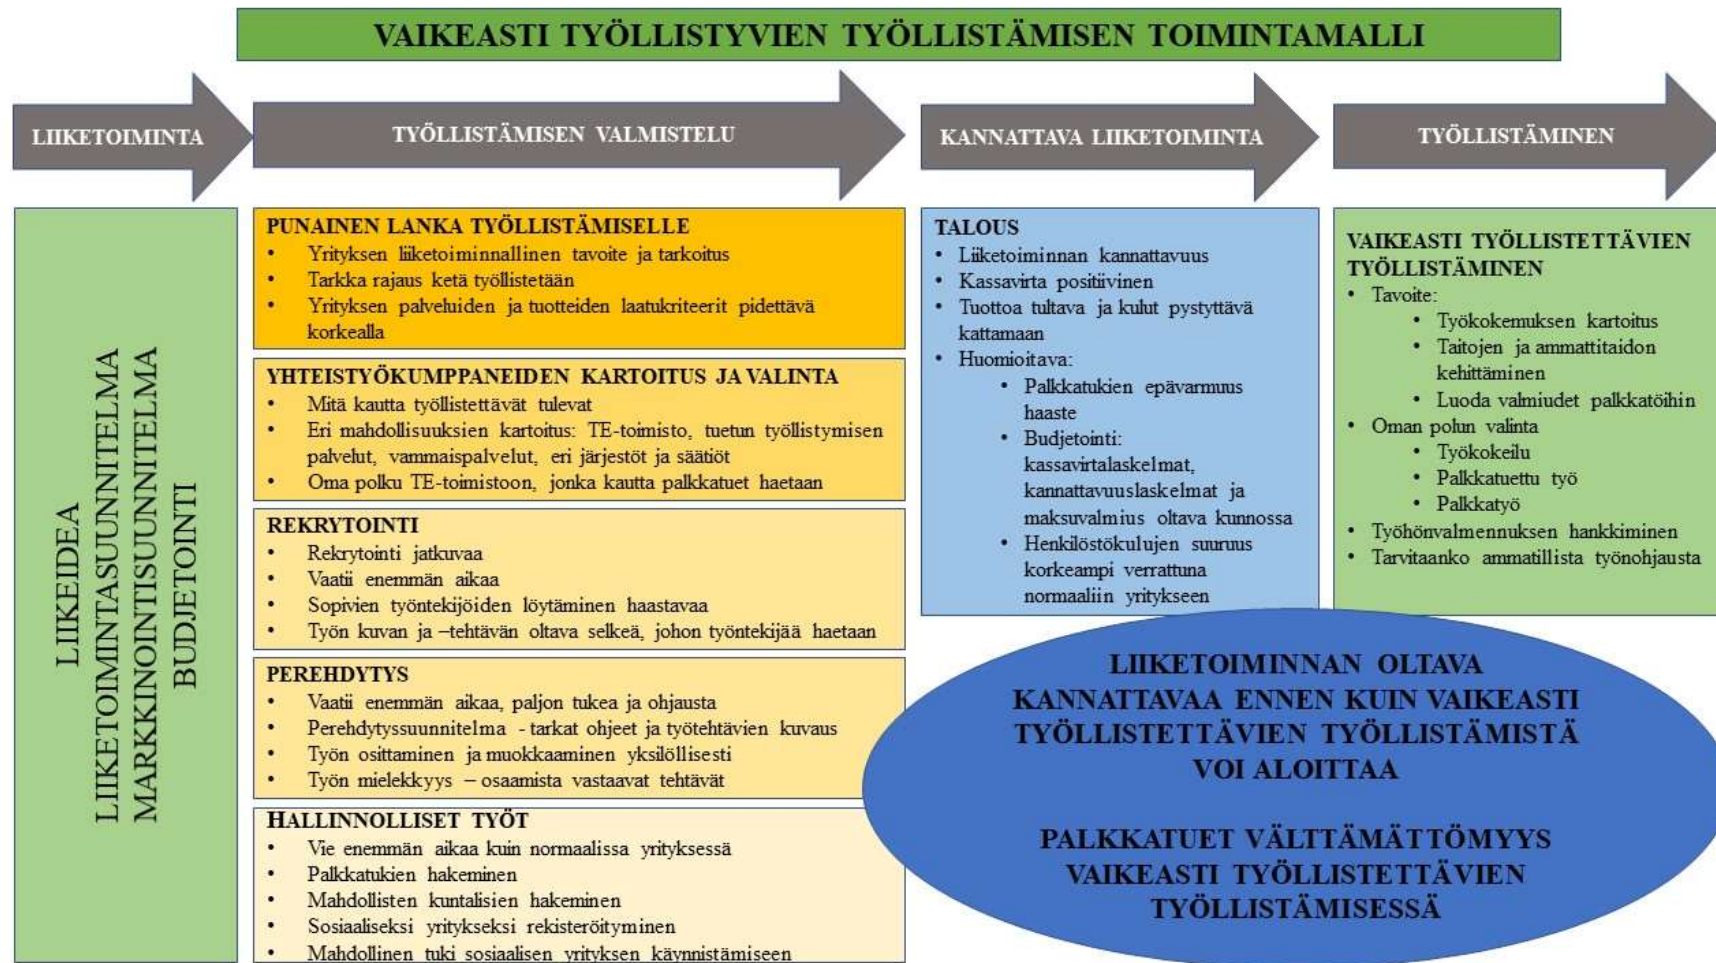 VAIKEASTI TYÖLLISTYVIEN TYÖLLISTÄMISEN TOIMINTAMALLI
LIIKETOIMINTA
TYÖLLISTÄMISEN VALMISTELU
KANNATTAVA LIIKETOIMINTA
TYÖLLISTÄMINEN
LIIKEIDEA
LIIKETOIMINTASUUNNITELMA
MARKKINOINTISUUNNITELMA
BUDJETOINTI
PUNAINEN LANKA TYÖLLISTÄMISELLE
• Yrityksen liiketoiminnallinen tavoite ja tarkoitus
• Tarkka rajaus ketä työllistetään
• Yrityksen palveluiden ja tuotteiden laatukriteerit pidettävä
korkealla
YHTEISTYÖKUMPPANEIDEN KARTOITUS JA VALINTA
• Mitä kautta työllistettävät tulevat
• Eri mahdollisuuksien kartoitus: TE-toimisto, tuetun työllistymisen
palvelut, vammaispalvelut, eri järjestöt ja säätiöt
• Oma polku TE-toimistoon, jonka kautta palkkatuet haetaan
REKRYTOINTI
• Rekrytointi jatkuvaa
• Vaatii enemmän aikaa
• Sopivien työntekijöiden löytäminen haastavaa
• Työn kuvan ja –tehtävän oltava selkeä, johon työntekijää haetaan
PEREHDYTYS
• Vaatii enemmän aikaa, paljon tukea ja ohjausta
• Perehdytyssuunnitelma - tarkat ohjeet ja työtehtävien kuvaus
• Työn osittaminen ja muokkaaminen yksilöllisesti
• Työn mielekkyys – osaamista vastaavat tehtävät
HALLINNOLLISET TYÖT
• Vie enemmän aikaa kuin normaalissa yrityksessä
• Palkkatukien hakeminen
• Mahdollisten kuntalisien hakeminen
• Sosiaaliseksi yritykseksi rekisteröityminen
• Mahdollinen tuki sosiaalisen yrityksen käynnistämiseen
TALOUS
• Liiketoiminnan kannattavuus
• Kassavirta positiivinen
• Tuottoa tultava ja kulut pystyttävä
kattamaan
• Huomioitava:
• Palkkatukien epävarmuus
haaste
• Budjetointi:
kassavirtalaskelmat,
kannattavuuslaskelmat ja
maksuvalmius oltava kunnossa
• Henkilöstökulujen suuruus
korkeampi verrattuna
normaaliin yritykseen
VAIKEASTI TYÖLLISTETTÄVIEN
TYÖLLISTÄMINEN
• Tavoite:
• Työkokemuksen kartoitus
• Taitojen ja ammattitaidon
kehittäminen
• Luoda valmiudet palkkatöihin
• Oman polun valinta
• Työkokeilu
• Palkkatuettu työ
• Palkkatyö
• Työhönvalmennuksen hankkiminen
• Tarvitaanko ammatillista työnohjausta
LIIKETOIMINNAN OLTAVA
KANNATTAVAA ENNEN KUIN VAIKEASTI
TYÖLLISTETTÄVIEN TYÖLLISTÄMISTÄ
VOI ALOITTAA
PALKKATUET VÄLTTÄMÄTTÖMYYS
VAIKEASTI TYÖLLISTETTÄVIEN
TYÖLLISTÄMISESSÄ